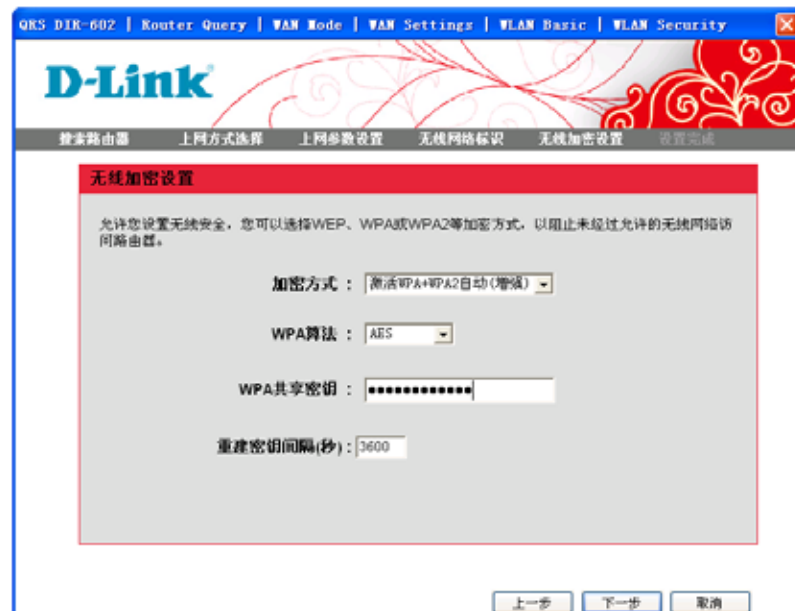 QRS DIR-602 | Router Query | WAN Mode | WAN Settings | WLAN Basic | WLAN Security
D-Link
搜索路由器 上网方式选择 上网参数设置 无线网络标识 无线加密设置 设置完成
无线加密设置
允许您设置无线安全，您可以选择WEP、WPA或WPA2等加密方式，以阻止未经过允许的无线网络访
问路由器。
加密方式 ： 激活WPA+WPA2自动(增强)
WPA算法 ： AES
WPA共享密钥 ： ●●●●●●●●●●●●●
重建密钥间隔(秒)：3600
上一步 下一步 取消